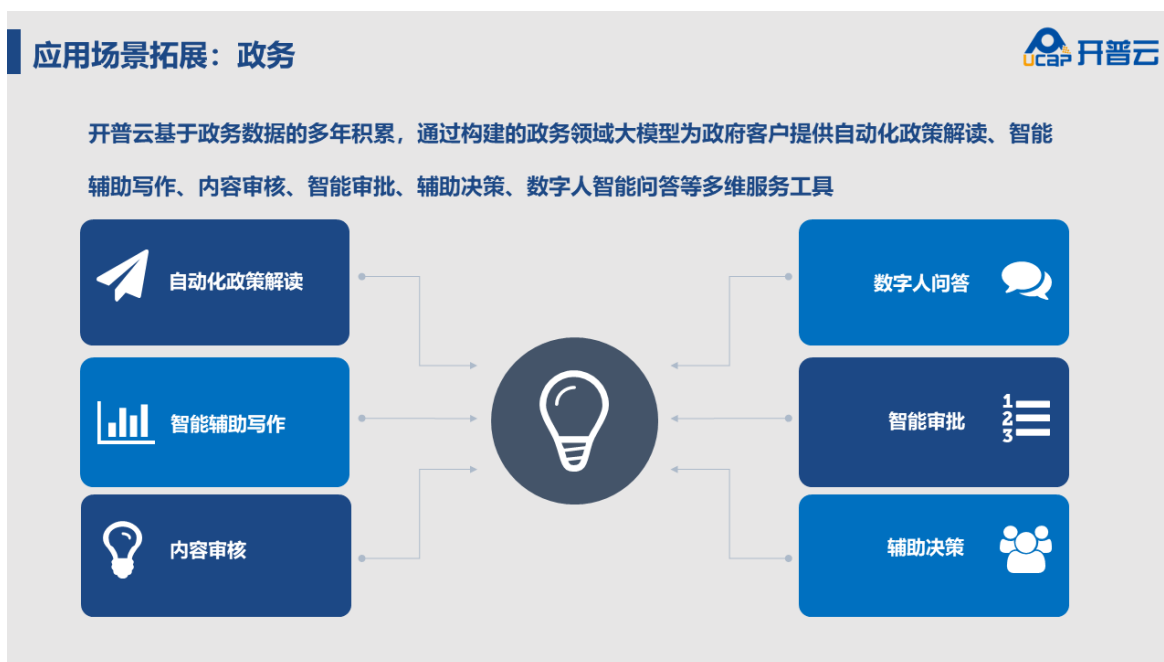 应用场景拓展：政务
UCAP 开普云
开普云基于政务数据的多年积累，通过构建的政务领域大模型为政府客户提供自动化政策解读、智能
辅助写作、内容审核、智能审批、辅助决策、数字人智能问答等多维服务工具
自动化政策解读
数字人问答
智能辅助写作
智能审批
1
2
3
内容审核
辅助决策